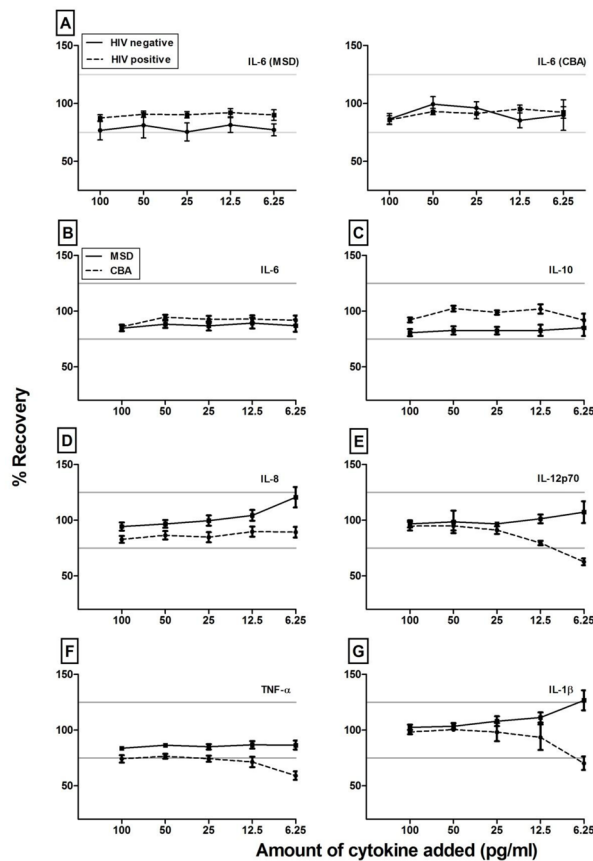 A
HIV negative
HIV positive
IL-6 (MSD)
IL-6 (CBA)
150
100
50
150
100
50
100 50 25 12.5 6.25
100 50 25 12.5 6.25
B
MSD
CBA
IL-6
C
IL-10
150
100
50
150
100
50
100 50 25 12.5 6.25
100 50 25 12.5 6.25
% Recovery
D
IL-8
E
IL-12p70
150
100
50
150
100
50
100 50 25 12.5 6.25
100 50 25 12.5 6.25
F
TNF-α
G
IL-1β
150
100
50
150
100
50
100 50 25 12.5 6.25
100 50 25 12.5 6.25
Amount of cytokine added (pg/ml)